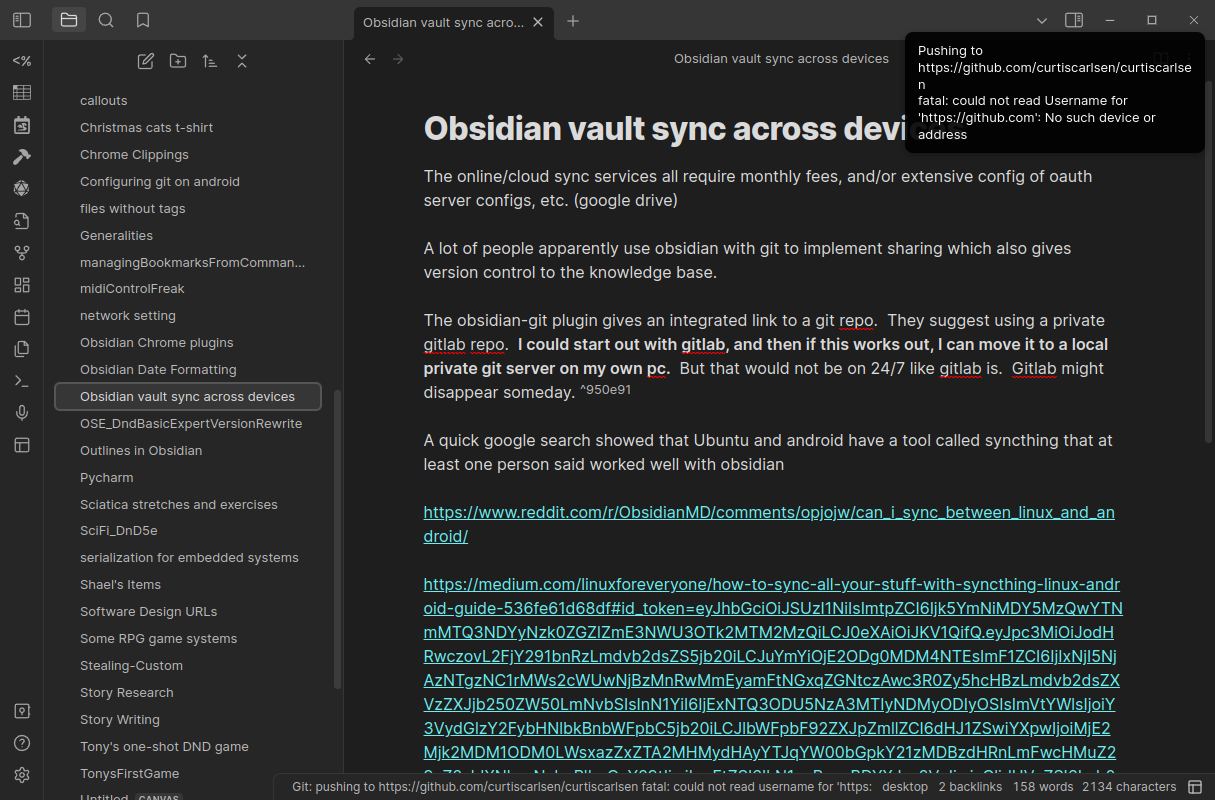 Obsidian vault sync acro...
<%
callouts
Christmas cats t-shirt
Chrome Clippings
Configuring git on android
files without tags
Generalities
managingBookmarksFromComman...
midiControlFreak
network setting
Obsidian Chrome plugins
Obsidian Date Formatting
Obsidian vault sync across devices
OSE_DndBasicExpertVersionRewrite
Outlines in Obsidian
Pycharm
Sciatica stretches and exercises
SciFi_DnD5e
serialization for embedded systems
Shael's Items
Software Design URLs
Some RPG game systems
Stealing-Custom
Story Research
Story Writing
Tony's one-shot DND game
TonysFirstGame
Untitled CANVAS
Obsidian vault sync across devices
Pushing to
https://github.com/curtiscarlsen/curtiscarlse
n
fatal: could not read Username for
'https://github.com': No such device or
address
Obsidian vault sync across devi
The online/cloud sync services all require monthly fees, and/or extensive config of oauth
server configs, etc. (google drive)
A lot of people apparently use obsidian with git to implement sharing which also gives
version control to the knowledge base.
The obsidian-git plugin gives an integrated link to a git repo. They suggest using a private
gitlab repo. I could start out with gitlab, and then if this works out, I can move it to a local
private git server on my own pc. But that would not be on 24/7 like gitlab is. Gitlab might
disappear someday. ^950e91
A quick google search showed that Ubuntu and android have a tool called syncthing that at
least one person said worked well with obsidian
https://www.reddit.com/r/ObsidianMD/comments/opjojw/can_i_sync_between_linux_and_an
droid/
https://medium.com/linuxforeveryone/how-to-sync-all-your-stuff-with-syncthing-linux-andr
Git: pushing to https://github.com/curtiscarlsen/curtiscarlsen fatal: could not read username for 'https: desktop 2 backlinks 158 words 2134 characters